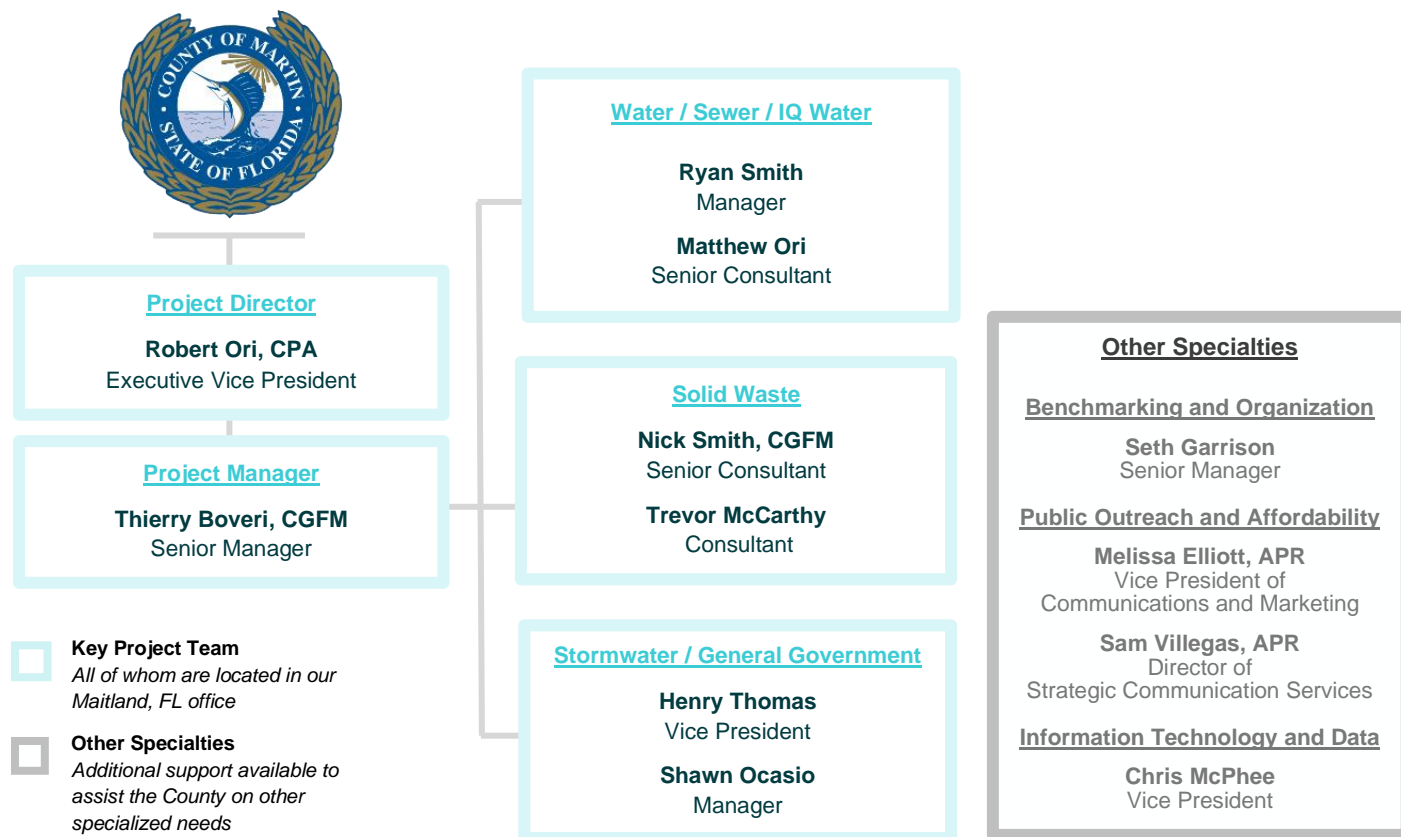 COUNTY OF MARTIN
STATE OF FLORIDA
Project Director
Robert Ori, CPA
Executive Vice President
Project Manager
Thierry Boveri, CGFM
Senior Manager
Key Project Team
All of whom are located in our
Maitland, FL office
Other Specialties
Additional support available to
assist the County on other
specialized needs
Water / Sewer / IQ Water
Ryan Smith
Manager
Matthew Ori
Senior Consultant
Solid Waste
Nick Smith, CGFM
Senior Consultant
Trevor McCarthy
Consultant
Stormwater / General Government
Henry Thomas
Vice President
Shawn Ocasio
Manager
Other Specialties
Benchmarking and Organization
Seth Garrison
Senior Manager
Public Outreach and Affordability
Melissa Elliott, APR
Vice President of
Communications and Marketing
Sam Villegas, APR
Director of
Strategic Communication Services
Information Technology and Data
Chris McPhee
Vice President